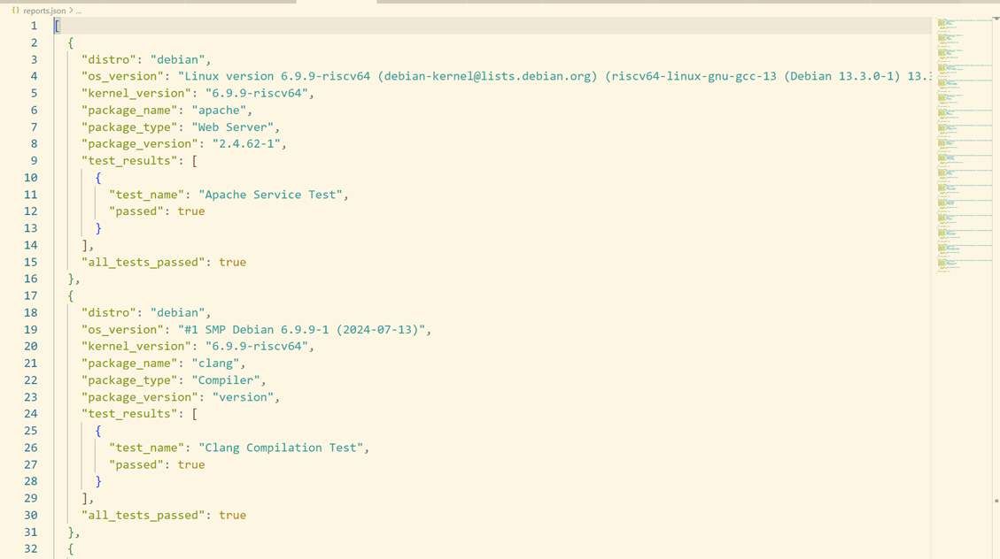 {} reports.json > ...
1 [
2 {
3 "distro": "debian",
4 "os_version": "Linux version 6.9.9-riscv64 (debian-kernel@lists.debian.org) (riscv64-linux-gnu-gcc-13 (Debian 13.3.0-1) 13.
5 "kernel_version": "6.9.9-riscv64",
6 "package_name": "apache",
7 "package_type": "Web Server",
8 "package_version": "2.4.62-1",
9 "test_results": [
10 {
11 "test_name": "Apache Service Test",
12 "passed": true
13 }
14 ],
15 "all_tests_passed": true
16 },
17 {
18 "distro": "debian",
19 "os_version": "#1 SMP Debian 6.9.9-1 (2024-07-13)",
20 "kernel_version": "6.9.9-riscv64",
21 "package_name": "clang",
22 "package_type": "Compiler",
23 "package_version": "version",
24 "test_results": [
25 {
26 "test_name": "Clang Compilation Test",
27 "passed": true
28 }
29 ],
30 "all_tests_passed": true
31 },
32 {